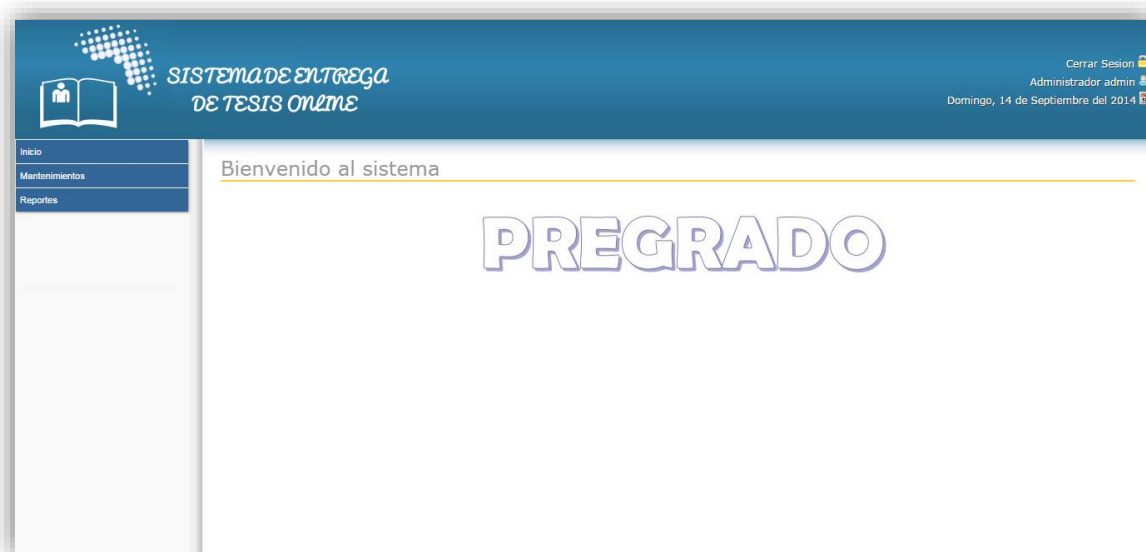 SISTEMA DE ENTREGA
DE TESIS ONLINE
Cerrar Sesion
Administrador admin
Domingo, 14 de Septiembre del 2014
Inicio
Mantenimientos
Reportes
Bienvenido al sistema
PREGRADO